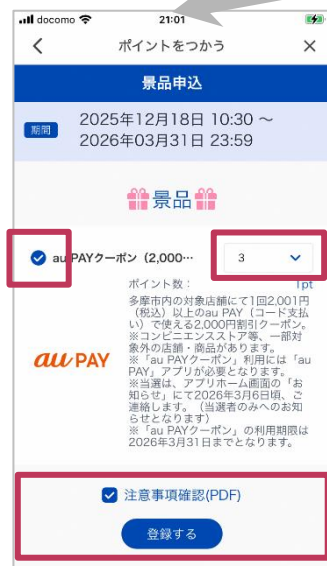 docomo 21:01
ポイントをつかう
景品申込
期間 2025年12月18日 10:30 ～
2026年03月31日 23:59
景品
au PAYクーポン（2,000… 3
ポイント数： 1pt
多摩市内の対象店舗にて1回2,001円
（税込）以上のau PAY（コード支払
い）で使える2,000円割引クーポン。
※コンビニエンスストア等、一部対
象外の店舗・商品があります。
※「au PAYクーポン」利用には「au
PAY」アプリが必要となります。
※当選は、アプリホーム画面の「お
知らせ」にて2026年3月6日頃、ご
連絡します。（当選者のみへのお知
らせとなります）
※「au PAYクーポン」の利用期限は
2026年3月31日までとなります。
au PAY
注意事項確認(PDF)
登録する